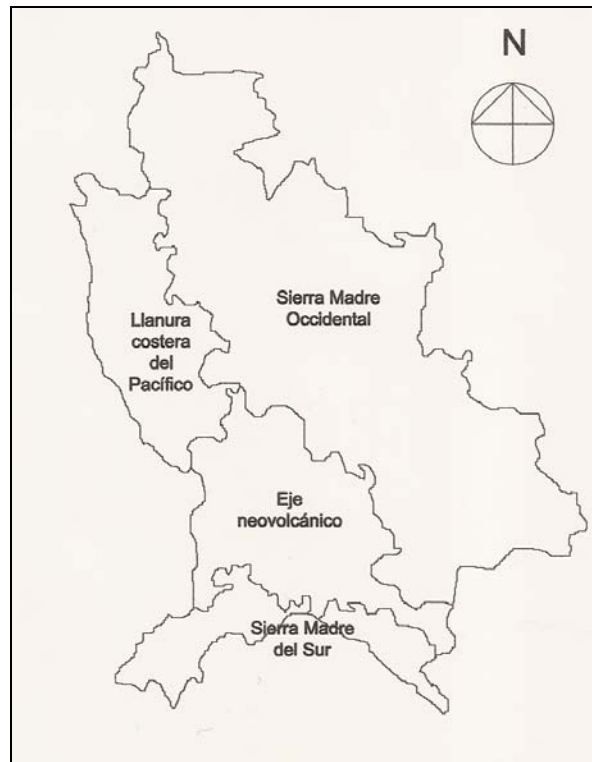 N
Sierra Madre
Occidental
Llanura
costera
del
Pacífico
Eje
neovolcánico
Sierra Madre
del Sur